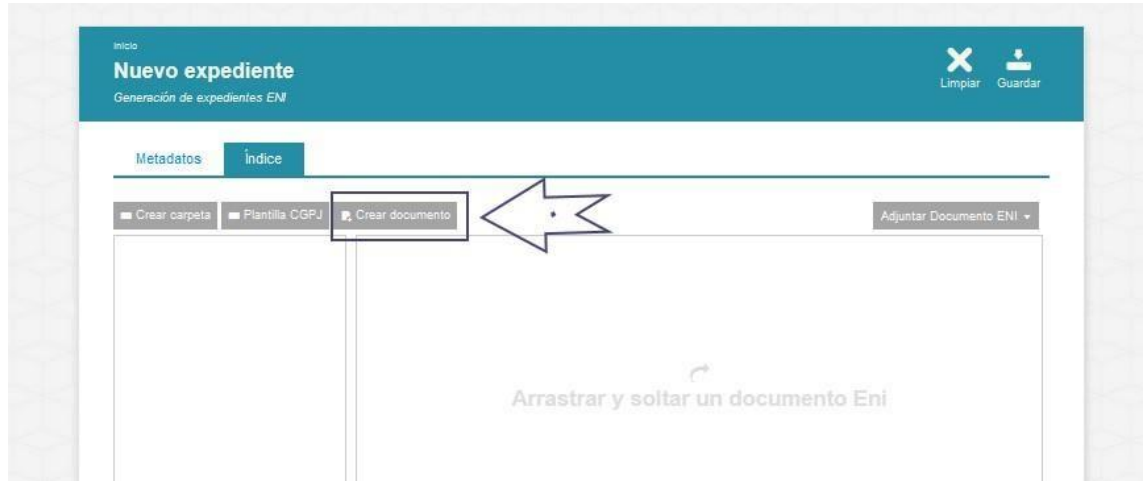 Inicio
Nuevo expediente
Generación de expedientes ENI
Limpiar Guardar
Metadatos Índice
Crear carpeta Plantilla CGPJ Crear documento Adjuntar Documento ENI
Arrastrar y soltar un documento Eni